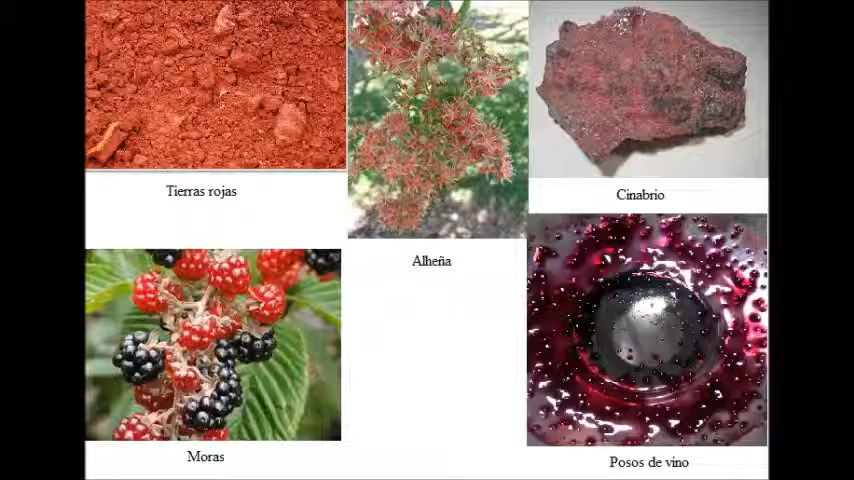 Tierras rojas
Cinabrio
Alheña
Moras
Posos de vino